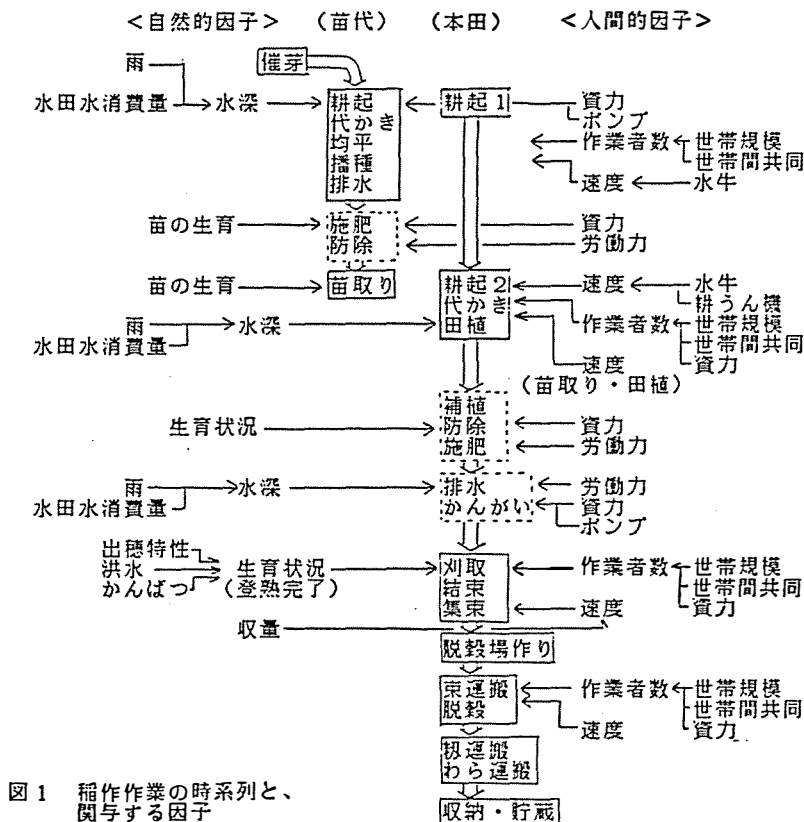 ＜自然的因子＞　（苗代）　（本田）　＜人間的因子＞
雨　催芽
水田水消費量　水深　耕起　耕起1　資力
代かき　ポンプ
均平　作業者数　世帯規模
播種　世帯間共同
排水　速度　水牛
苗の生育　施肥　資力
防除　労働力
苗の生育　苗取り　耕起2　速度　水牛
代かき　耕うん機
雨　水深　田植　作業者数　世帯規模
水田水消費量　世帯間共同
速度　資力
（苗取り・田植）
補植
生育状況　防除　資力
施肥　労働力
雨　水深　排水　労働力
水田水消費量　かんがい　資力
ポンプ
出穂特性
洪水　生育状況　刈取　作業者数　世帯規模
かんばつ　（登熟完了）　結束　世帯間共同
集束　速度　資力
収量
脱穀場作り
束運搬　作業者数　世帯規模
脱穀　世帯間共同
速度　資力
籾運搬
わら運搬
図1　稲作作業の時系列と、
関与する因子
収納・貯蔵